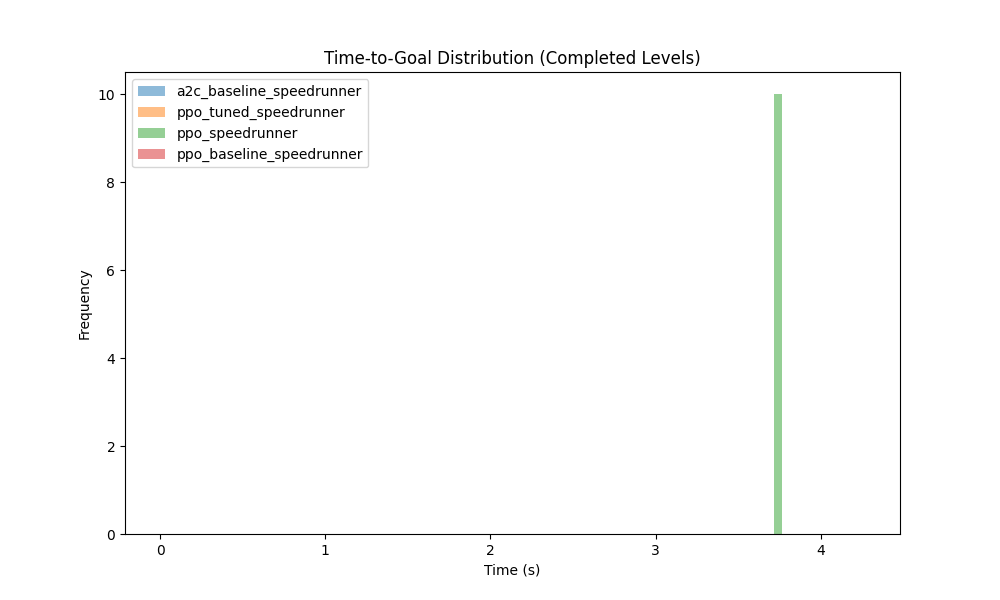 Time-to-Goal Distribution (Completed Levels)
a2c_baseline_speedrunner
ppo_tuned_speedrunner
ppo_speedrunner
ppo_baseline_speedrunner
Frequency
10
8
6
4
2
0
0 1 2 3 4
Time (s)